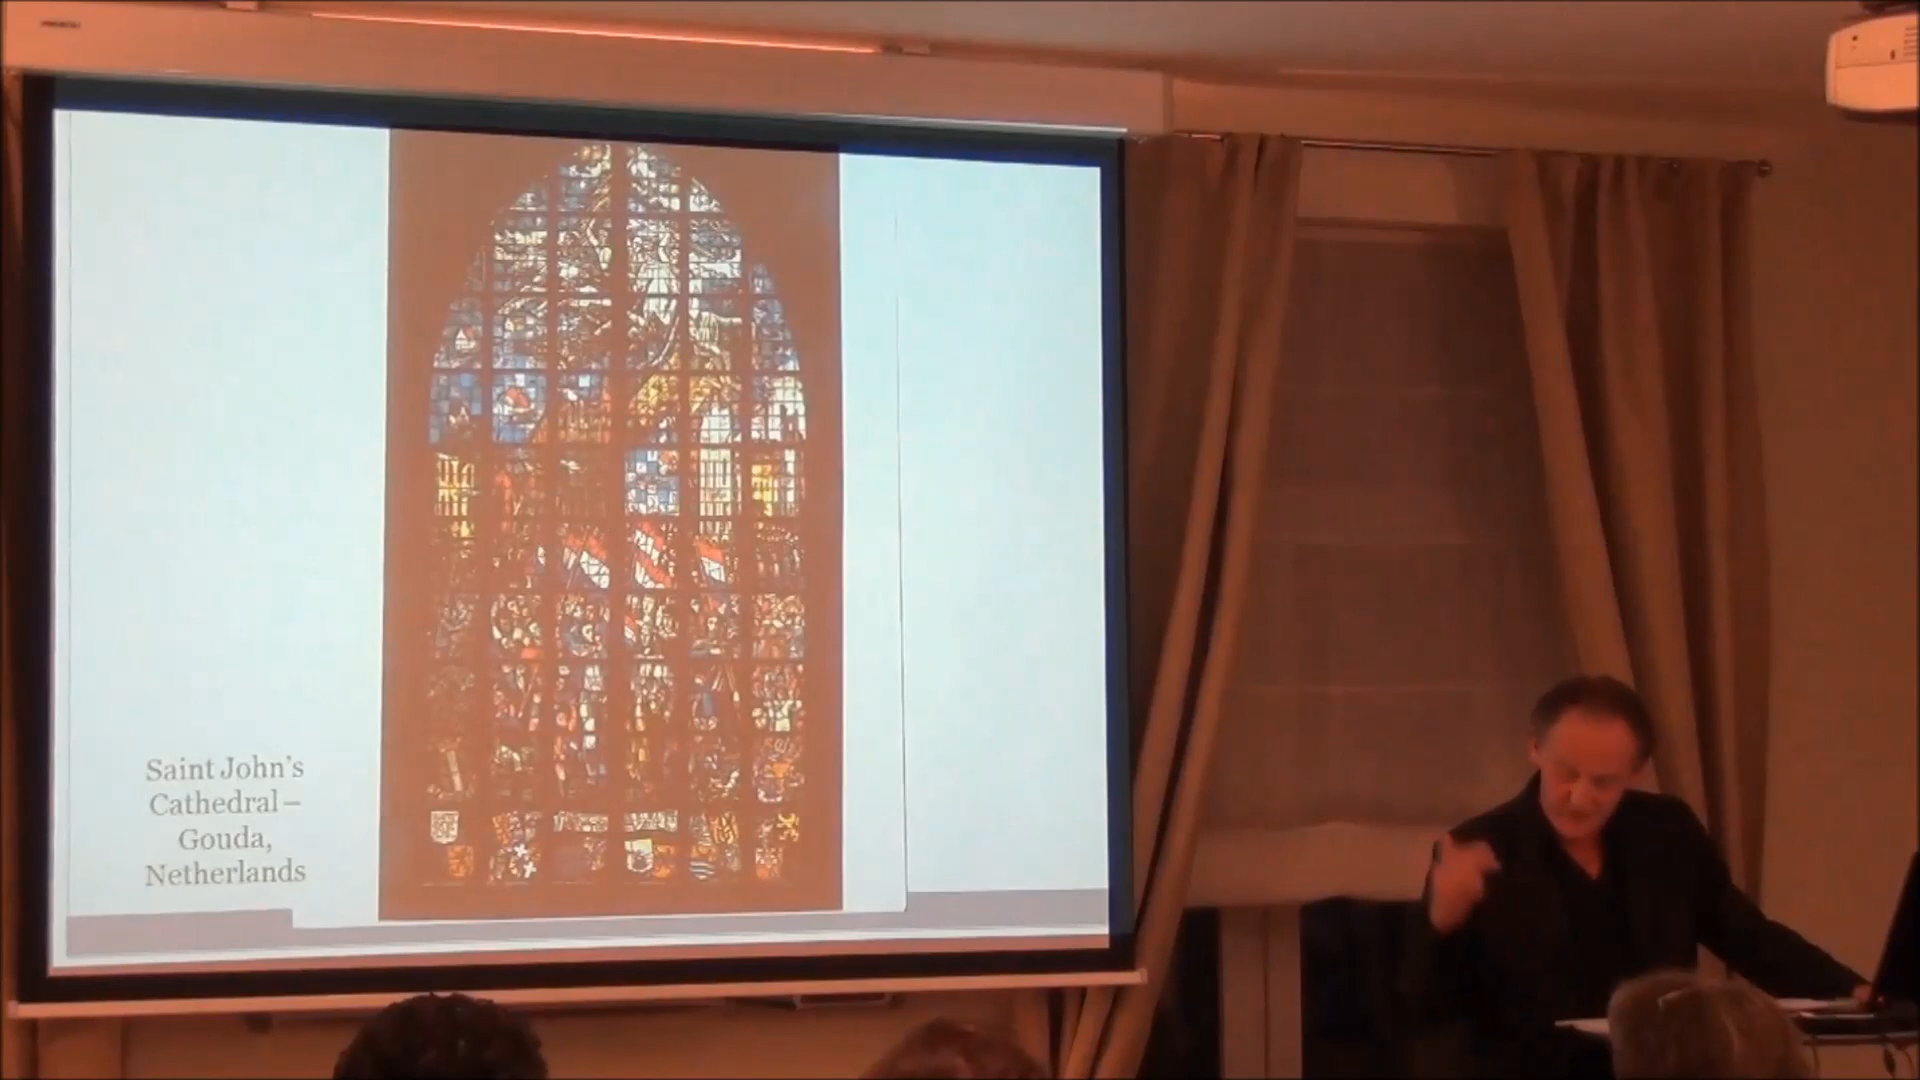 Saint John’s
Cathedral –
Gouda,
Netherlands